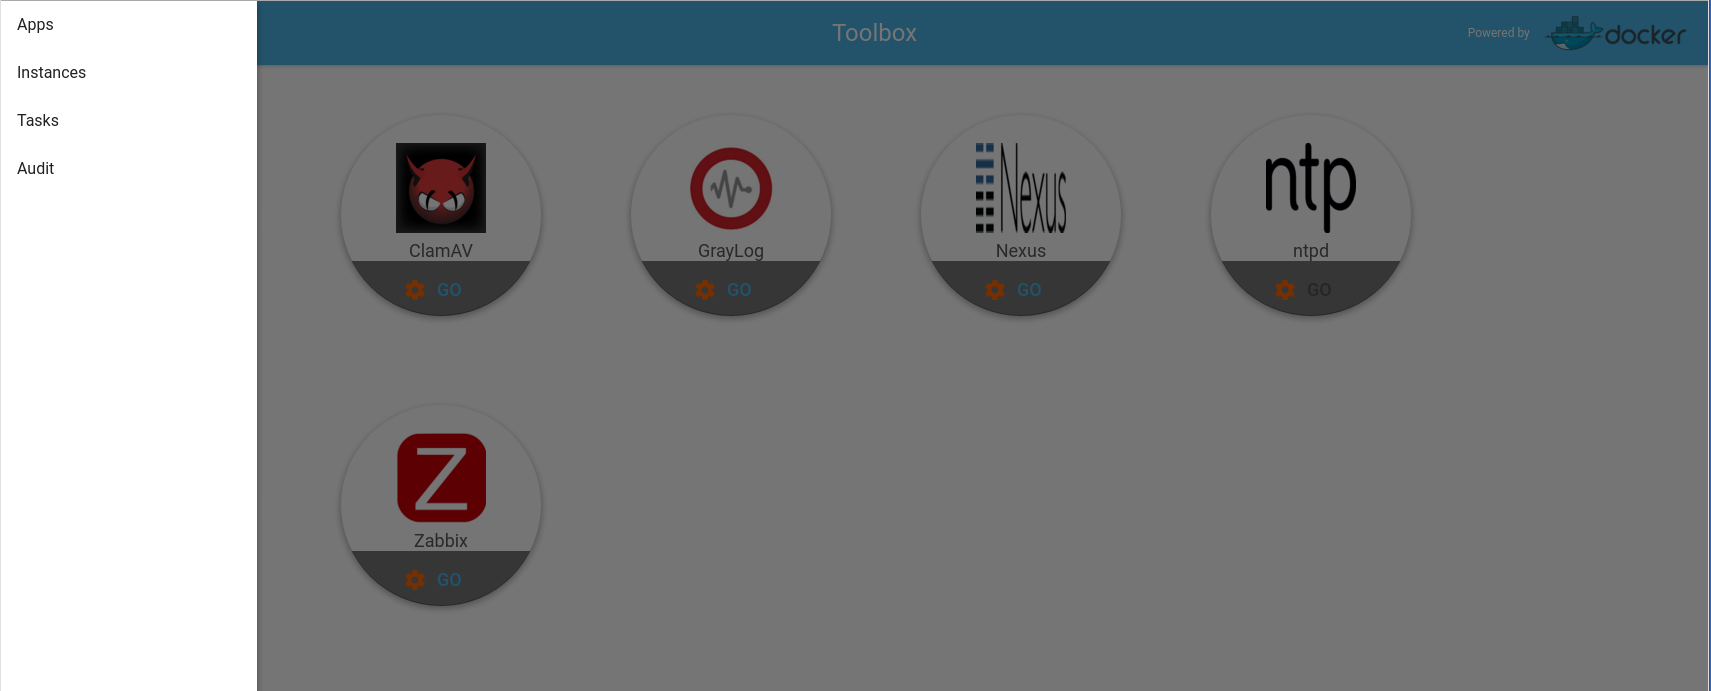 Apps
Instances
Tasks
Audit
Toolbox
Powered by docker
ClamAV
GO
GrayLog
GO
Nexus
Nexus
GO
ntp
ntpd
GO
Z
Zabbix
GO